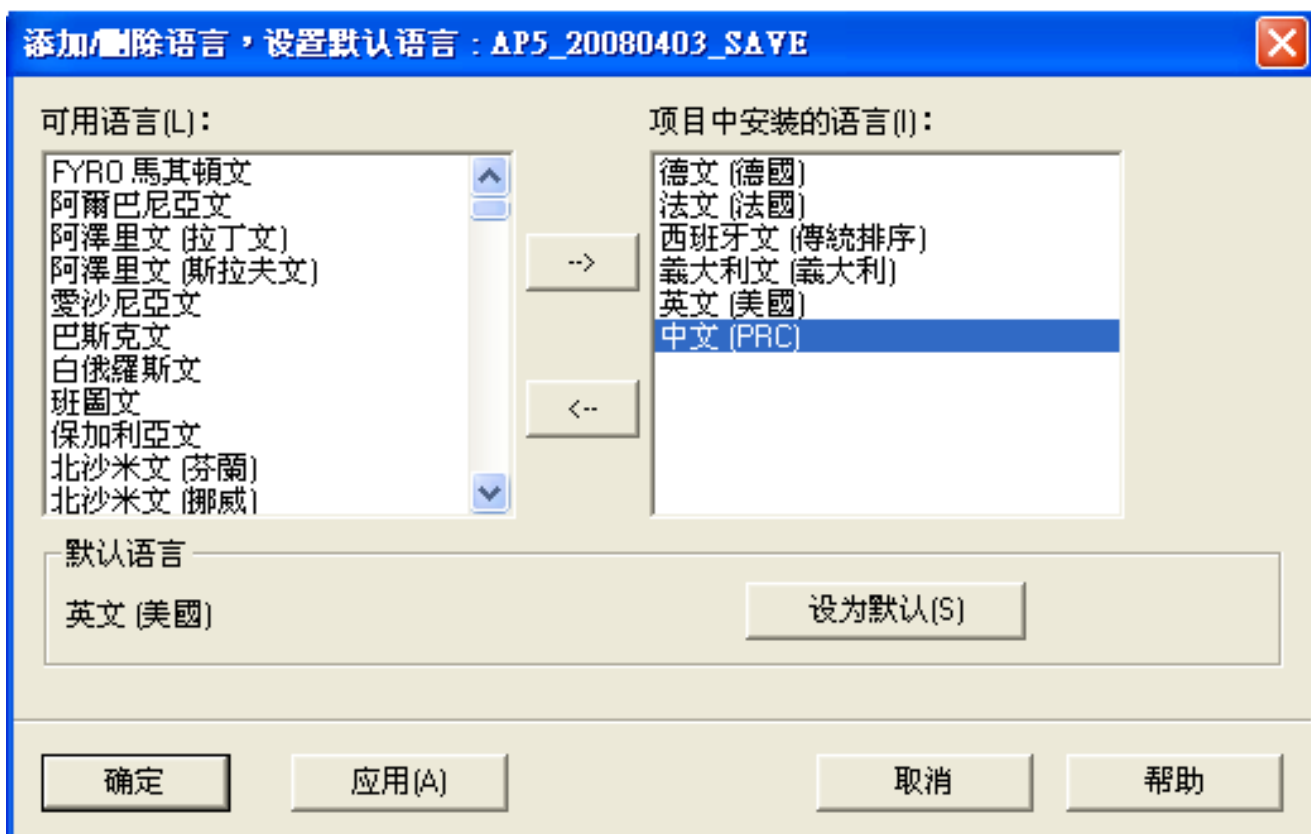 添加/删除语言，设置默认语言：AP5_20080403_SAVE
可用语言(L)：
项目中安装的语言(I)：
FYRO 馬其頓文
阿爾巴尼亞文
阿澤里文 (拉丁文)
阿澤里文 (斯拉夫文)
愛沙尼亞文
巴斯克文
白俄羅斯文
班圖文
保加利亞文
北沙米文 (芬蘭)
北沙米文 (挪威)
-->
<--
德文 (德國)
法文 (法國)
西班牙文 (傳統排序)
義大利文 (義大利)
英文 (美國)
中文 (PRC)
默认语言
英文 (美國)
设为默认(S)
确定
应用(A)
取消
帮助